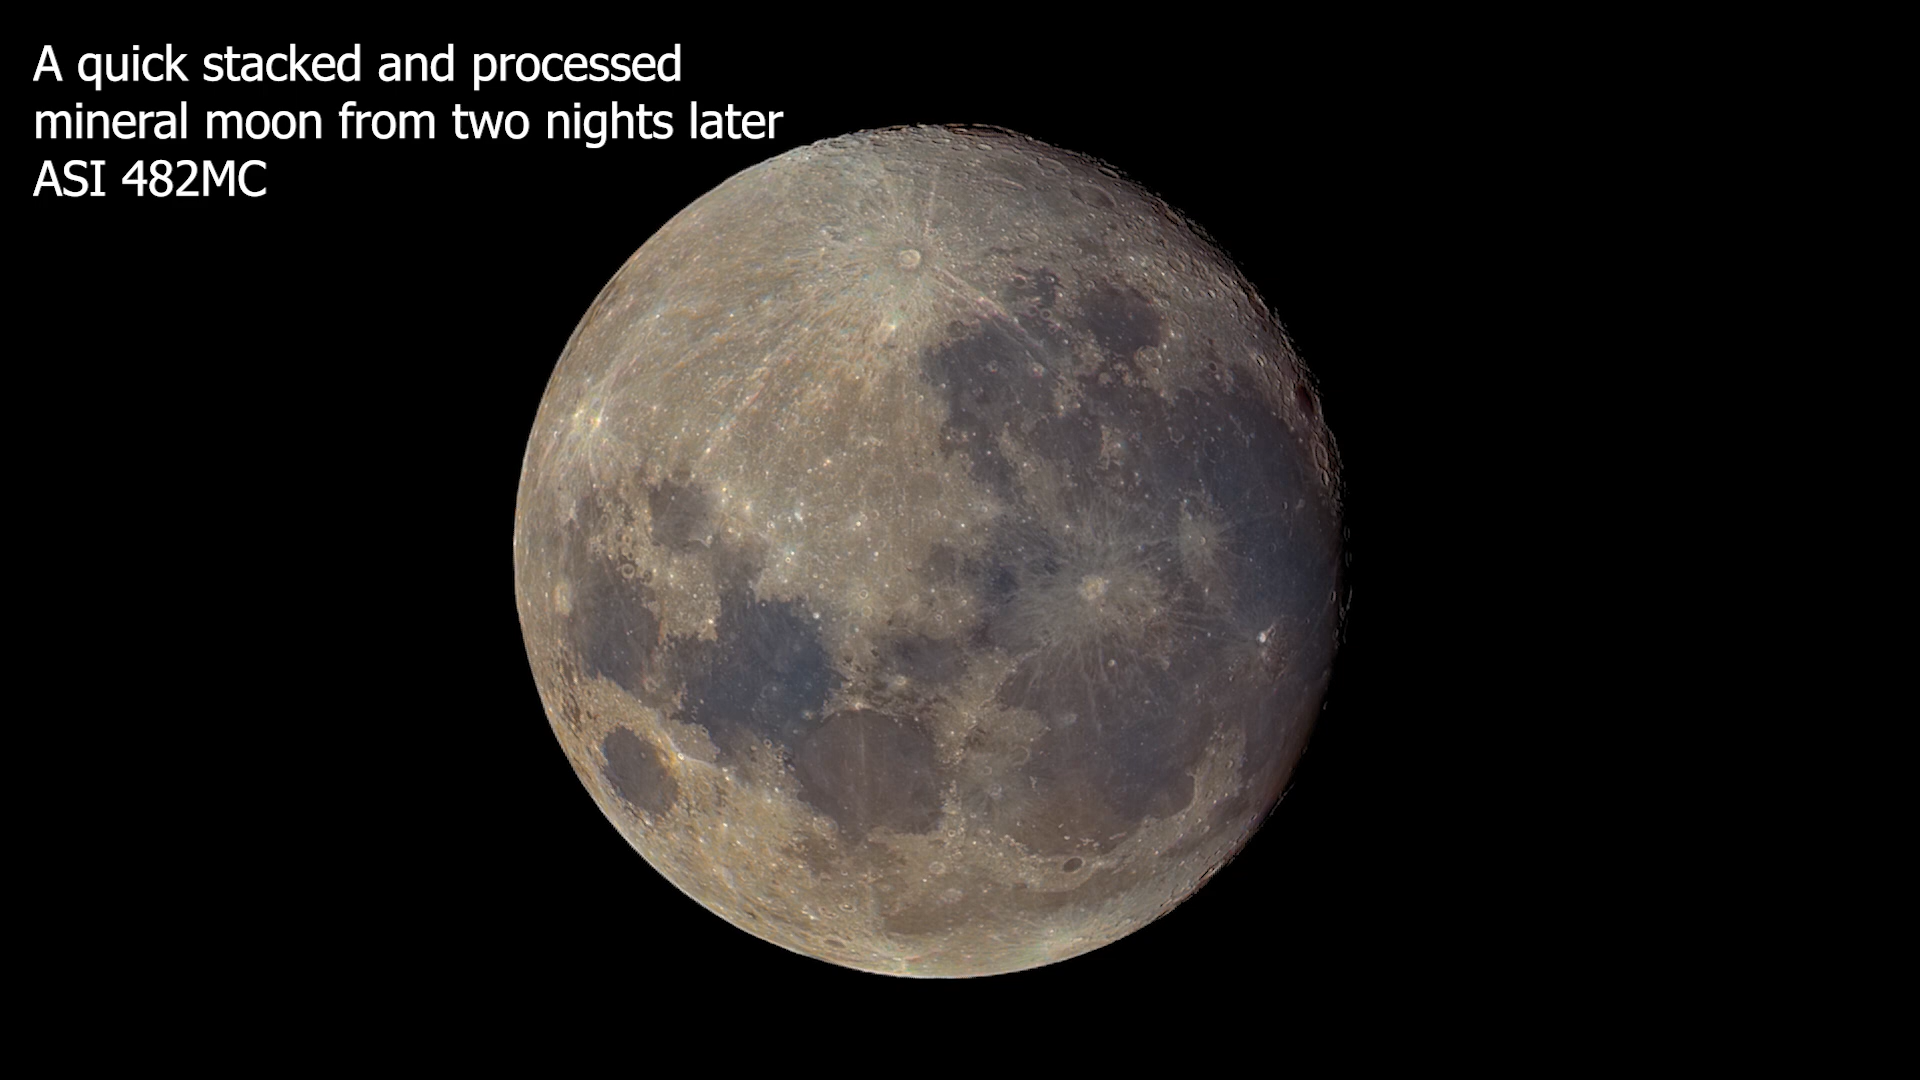 A quick stacked and processed
mineral moon from two nights later
ASI 482MC